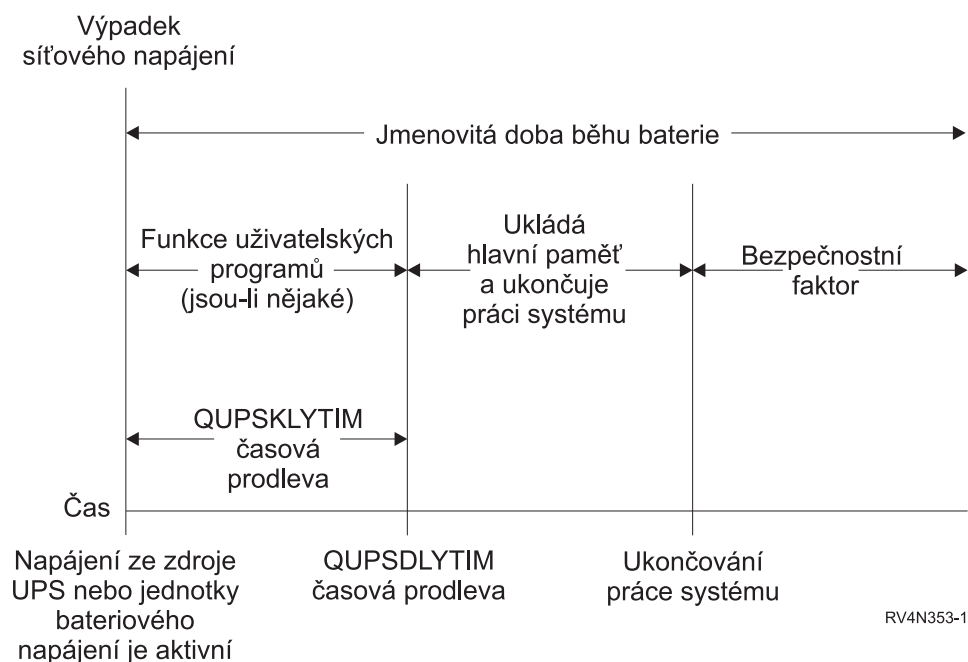 Výpadek
síťového napájení
Jmenovitá doba běhu baterie
Funkce uživatelských
programů
(jsou-li nějaké)
Ukládá
hlavní paměť
a ukončuje
práci systému
Bezpečnostní
faktor
QUPSKLYTIM
časová
prodleva
Čas
Napájení ze zdroje
UPS nebo jednotky
bateriového
napájení je aktivní
QUPSDLYTIM
časová prodleva
Ukončování
práce systému
RV4N353-1